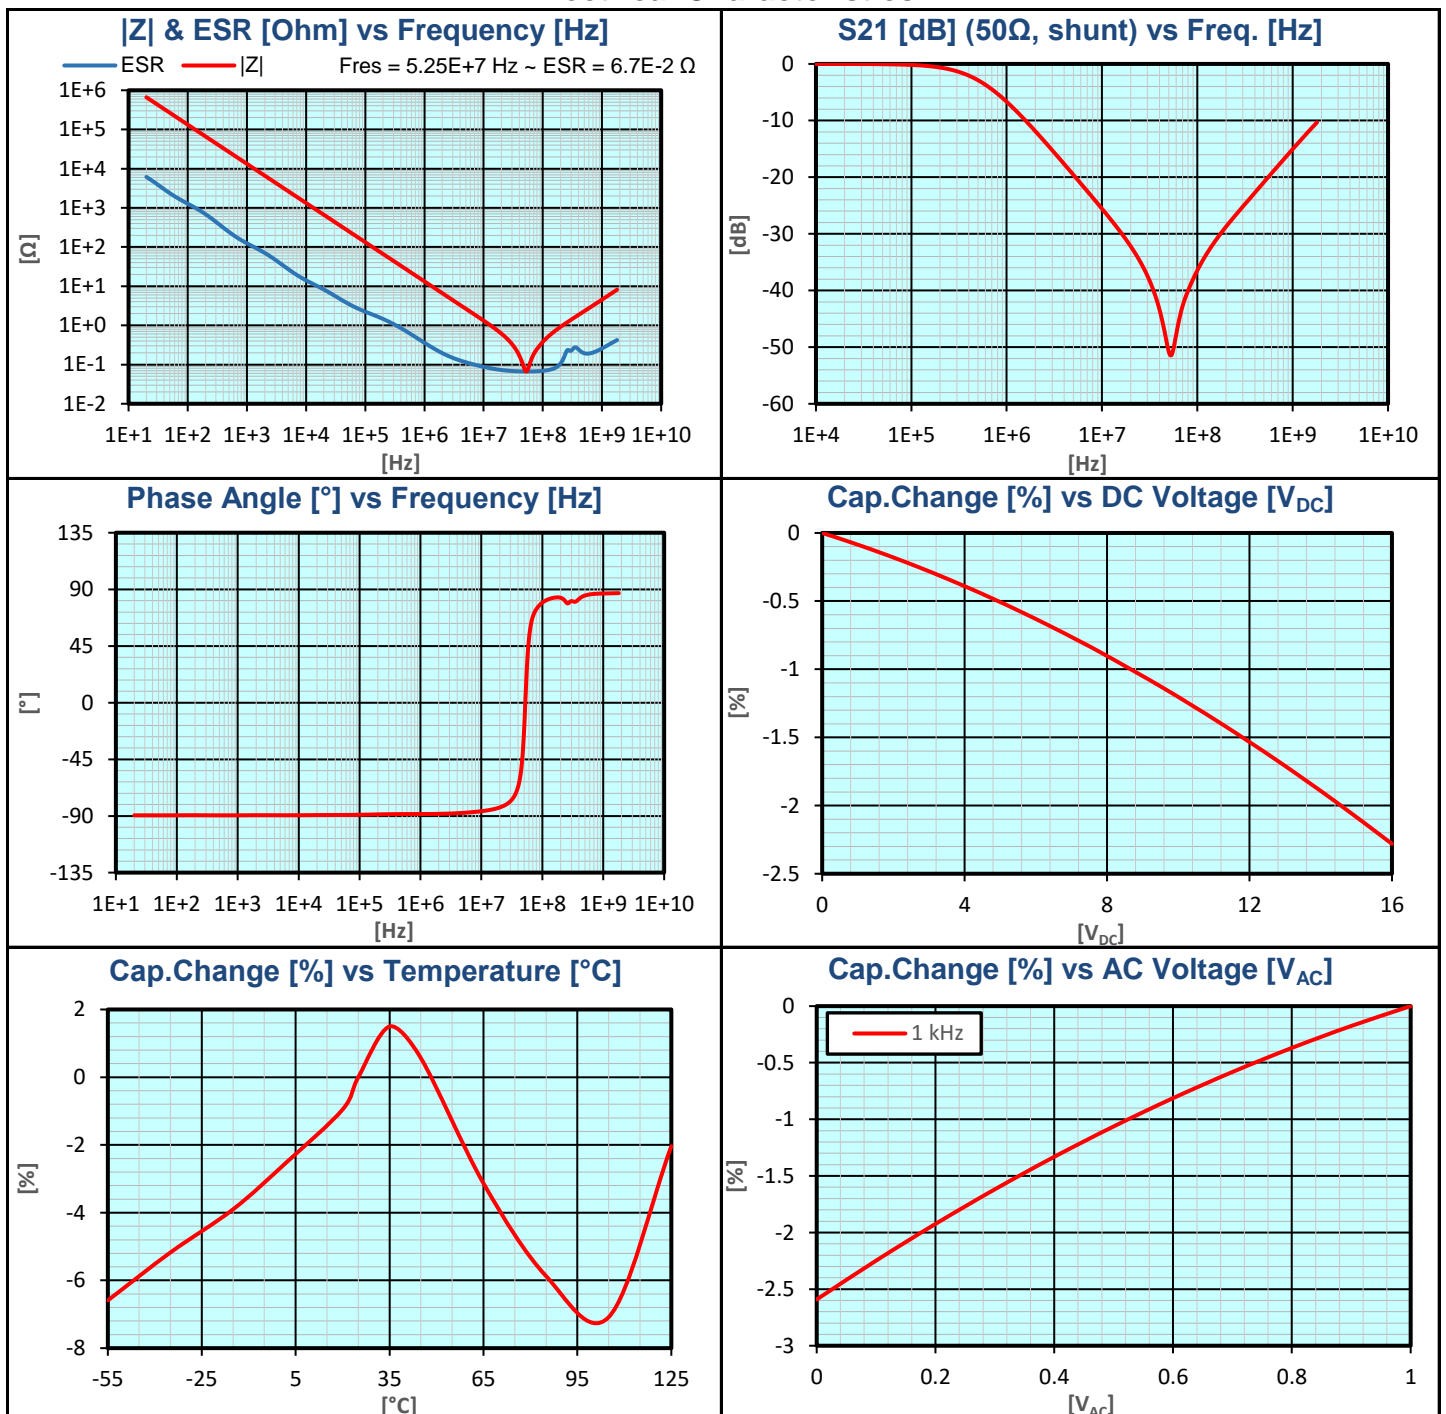 |Z| & ESR [Ohm] vs Frequency [Hz]
ESR |Z| Fres = 5.25E+7 Hz ~ ESR = 6.7E-2 Ω
1E+6
1E+5
1E+4
1E+3
1E+2
1E+1
1E+0
1E-1
1E-2
[Ω]
1E+1 1E+2 1E+3 1E+4 1E+5 1E+6 1E+7 1E+8 1E+9 1E+10
[Hz]
S21 [dB] (50Ω, shunt) vs Freq. [Hz]
0
-10
-20
-30
-40
-50
-60
[dB]
1E+4 1E+5 1E+6 1E+7 1E+8 1E+9 1E+10
[Hz]
Phase Angle [°] vs Frequency [Hz]
135
90
45
0
-45
-90
-135
[°]
1E+1 1E+2 1E+3 1E+4 1E+5 1E+6 1E+7 1E+8 1E+9 1E+10
[Hz]
Cap.Change [%] vs DC Voltage [VDC]
0
-0.5
-1
-1.5
-2
-2.5
[%]
0 4 8 12 16
[VDC]
Cap.Change [%] vs Temperature [°C]
2
0
-2
-4
-6
-8
[%]
-55 -25 5 35 65 95 125
[°C]
Cap.Change [%] vs AC Voltage [VAC]
1 kHz
0
-0.5
-1
-1.5
-2
-2.5
-3
[%]
0 0.2 0.4 0.6 0.8 1
[VAC]